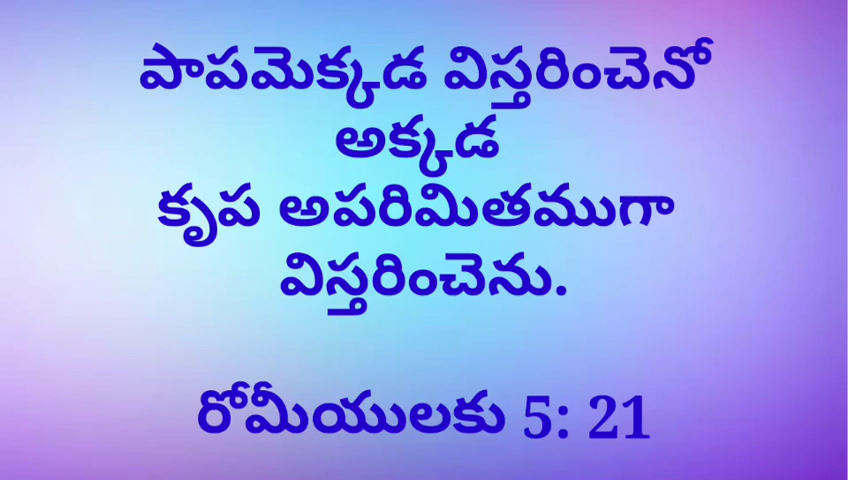 పాపమెక్కడ విస్తరించెనో
అక్కడ
కృప అపరిమితముగా
విస్తరించెను.
రోమీయులకు 5: 21